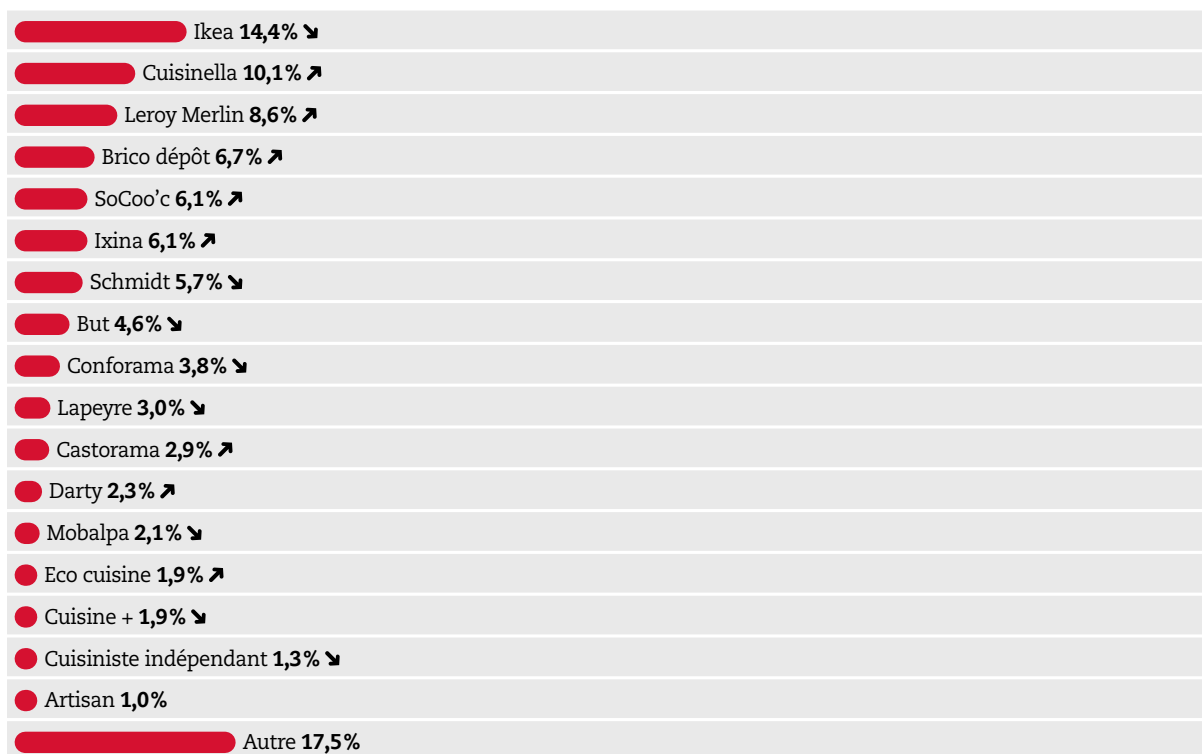 Ikea 14,4% ↘
Cuisinella 10,1% ↗
Leroy Merlin 8,6% ↗
Brico dépôt 6,7% ↗
SoCoo’c 6,1% ↗
Ixina 6,1% ↗
Schmidt 5,7% ↘
But 4,6% ↘
Conforama 3,8% ↘
Lapeyre 3,0% ↘
Castorama 2,9% ↗
Darty 2,3% ↗
Mobalpa 2,1% ↘
Eco cuisine 1,9% ↗
Cuisine + 1,9% ↘
Cuisiniste indépendant 1,3% ↘
Artisan 1,0%
Autre 17,5%